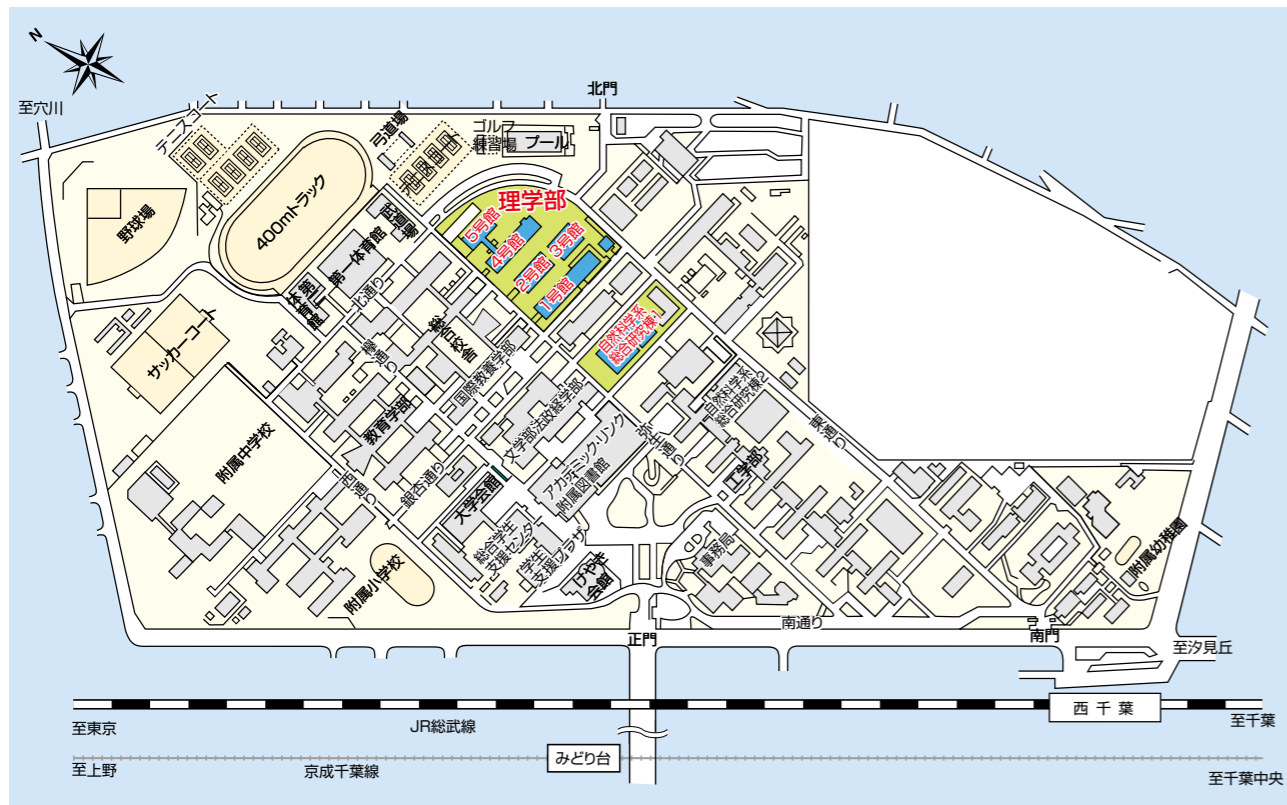 N
至穴川
北門
テニスコート
弓道場
ゴルフ
練習場
プール
理学部
野球場
400mトラック
武道場
5号館
4号館
3号館
2号館
1号館
第一体育館
第二
体育館
北通り
総合校舎
サッカーコート
欅通り
国際教養学部
自然科学系
総合研究棟1
自然科学系
総合研究棟2
教育学部
文学部法政経学部
弥生通り
東通り
附属中学校
西通り
銀杏通り
大学会館
アカデミック・リンク
附属図書館
工学部
総合学生
支援センター
学生
支援プラザ
けやき
会館
事務局
附属小学校
附属幼稚園
正門
南通り
南門
至汐見丘
西千葉
至東京
JR総武線
至千葉
みどり台
至上野
京成千葉線
至千葉中央